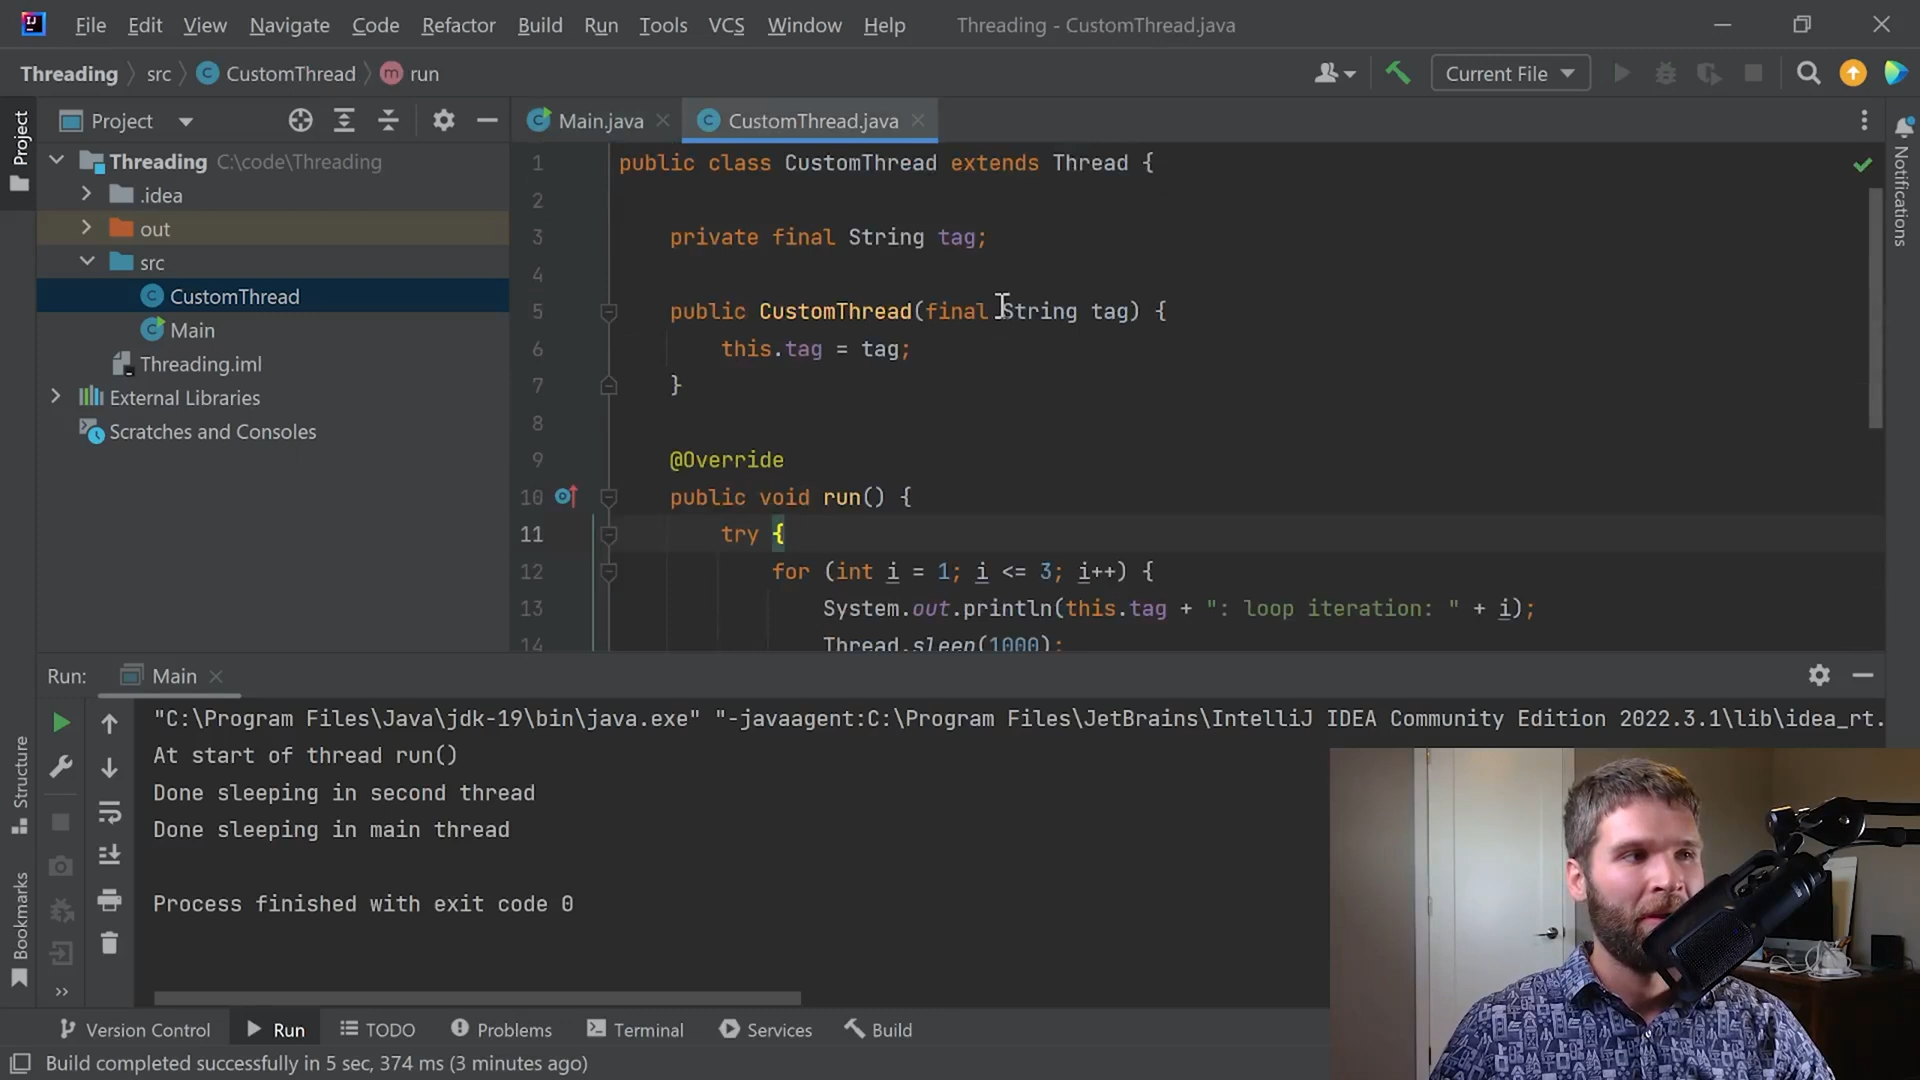 File Edit View Navigate Code Refactor Build Run Tools VCS Window Help Threading - CustomThread.java
Threading src CustomThread m run Current File
Project
Project
Main.java CustomThread.java
Notifications
Threading C:\code\Threading
.idea
out
src
CustomThread
Main
Threading.iml
External Libraries
Scratches and Consoles
1 public class CustomThread extends Thread {
2
3 private final String tag;
4
5 public CustomThread(final String tag) {
6 this.tag = tag;
7 }
8
9 @Override
10 public void run() {
11 try {
12 for (int i = 1; i <= 3; i++) {
13 System.out.println(this.tag + ": loop iteration: " + i);
14 Thread.sleep(1000);
Run: Main
"C:\Program Files\Java\jdk-19\bin\java.exe" "-javaagent:C:\Program Files\JetBrains\IntelliJ IDEA Community Edition 2022.3.1\lib\idea_rt.
At start of thread run()
Done sleeping in second thread
Done sleeping in main thread
Process finished with exit code 0
Structure
Bookmarks
Version Control Run TODO Problems Terminal Services Build
Build completed successfully in 5 sec, 374 ms (3 minutes ago)